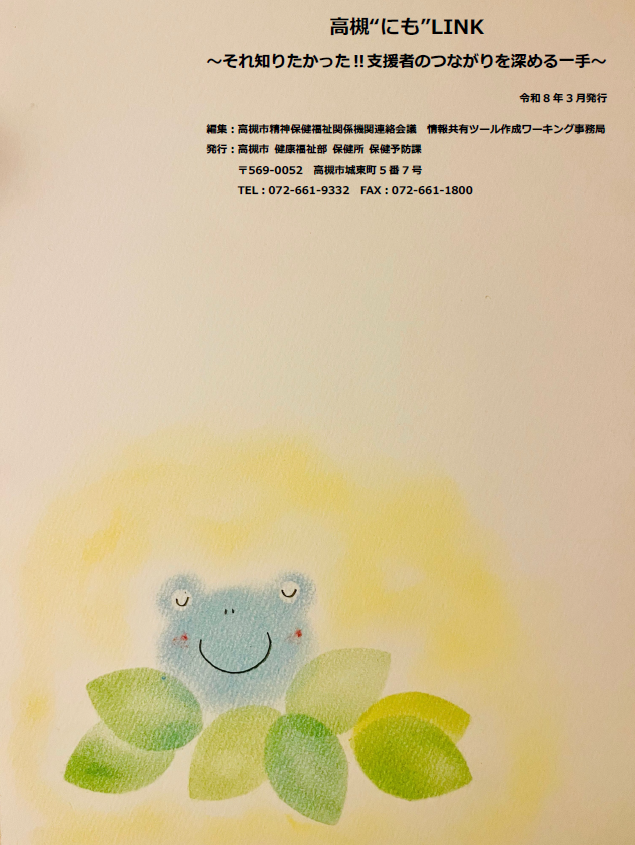 高槻“にも”LINK
～それ知りたかった!!支援者のつながりを深める一手～
令和８年３月発行
編集：高槻市精神保健福祉関係機関連絡会議　情報共有ツール作成ワーキング事務局
発行：高槻市 健康福祉部 保健所 保健予防課
〒569-0052　高槻市城東町５番７号
TEL：072-661-9332　FAX：072-661-1800